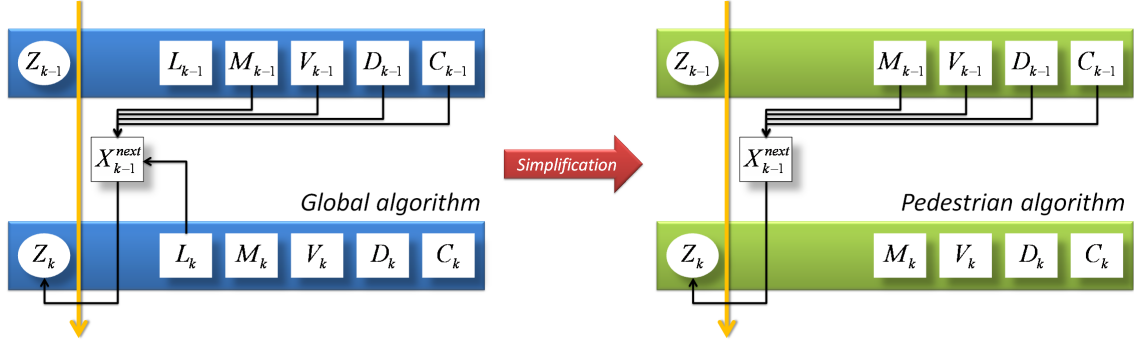 Z_{k-1} L_{k-1} M_{k-1} V_{k-1} D_{k-1} C_{k-1}
X_{k-1}^{next}
Global algorithm
Z_k L_k M_k V_k D_k C_k
Simplification
Z_{k-1} M_{k-1} V_{k-1} D_{k-1} C_{k-1}
X_{k-1}^{next}
Pedestrian algorithm
Z_k M_k V_k D_k C_k